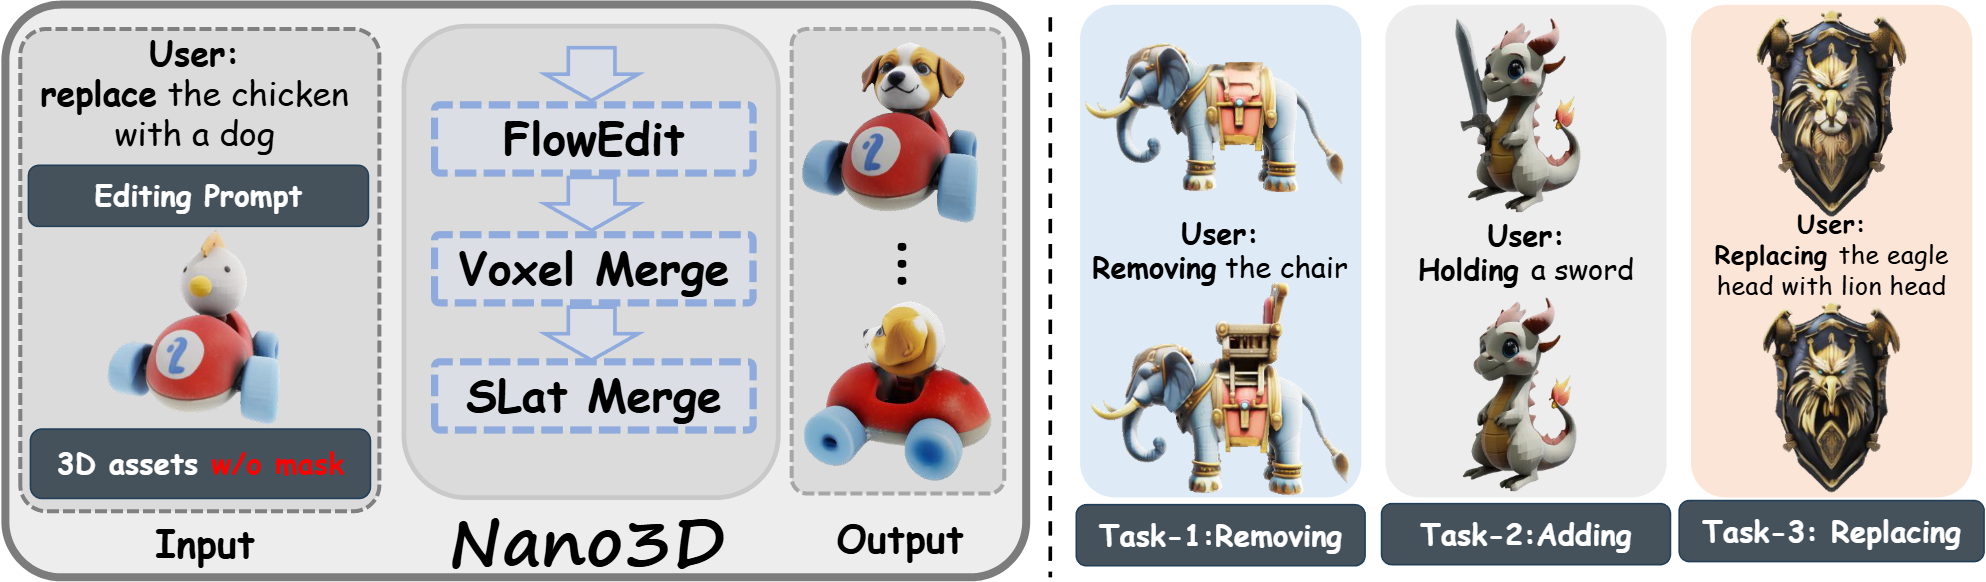 User:
replace the chicken
with a dog
Editing Prompt
2
3D assets w/o mask
Input
FlowEdit
Voxel Merge
SLat Merge
Nano3D
2
Output
User:
Removing the chair
Task-1:Removing
User:
Holding a sword
Task-2:Adding
User:
Replacing the eagle
head with lion head
Task-3: Replacing